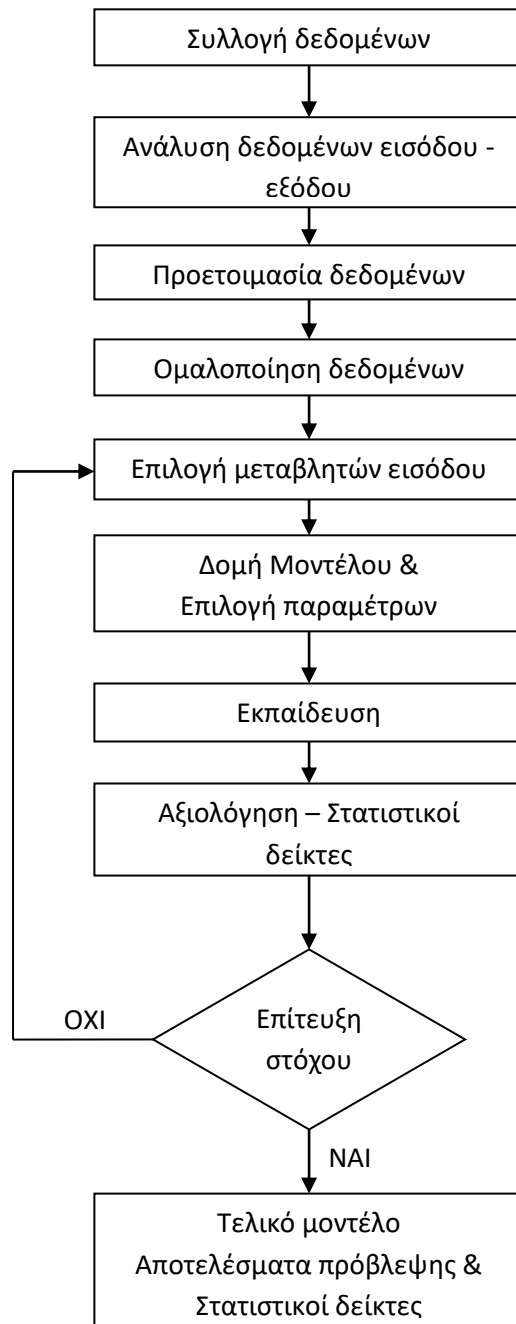 Συλλογή δεδομένων
Ανάλυση δεδομένων εισόδου -
εξόδου
Προετοιμασία δεδομένων
Ομαλοποίηση δεδομένων
Επιλογή μεταβλητών εισόδου
Δομή Μοντέλου &
Επιλογή παραμέτρων
Εκπαίδευση
Αξιολόγηση – Στατιστικοί
δείκτες
Επίτευξη
στόχου
ΟΧΙ
ΝΑΙ
Τελικό μοντέλο
Αποτελέσματα πρόβλεψης &
Στατιστικοί δείκτες